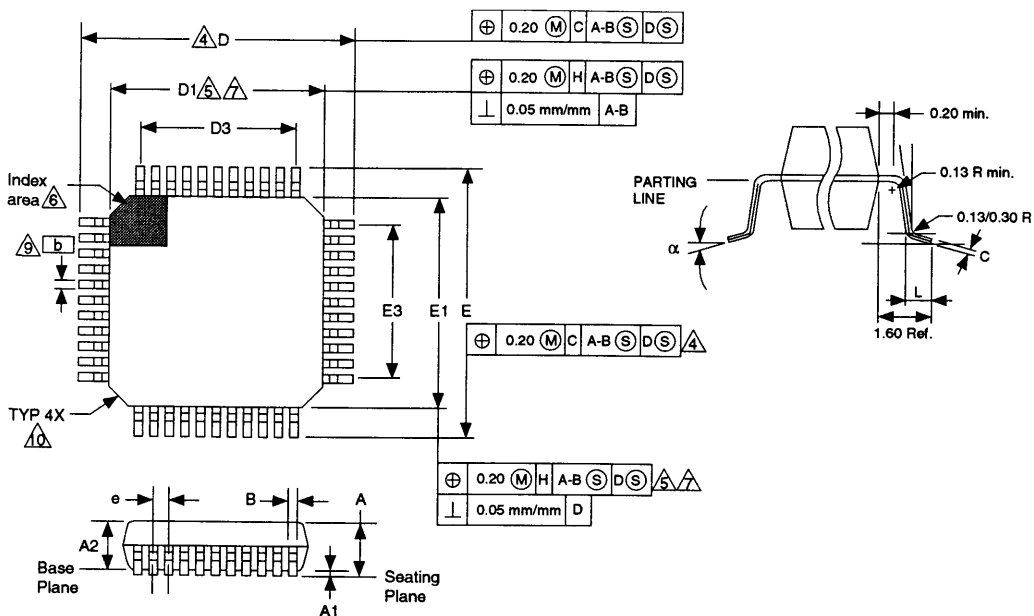 4 D
⊕ 0.20 Ⓜ C A-B Ⓢ D Ⓢ
D1 5 7
⊕ 0.20 Ⓜ H A-B Ⓢ D Ⓢ
⊥ 0.05 mm/mm A-B
D3
Index
area 6
9 b
E3 E1 E
⊕ 0.20 Ⓜ C A-B Ⓢ D Ⓢ 4
TYP 4X
10
⊕ 0.20 Ⓜ H A-B Ⓢ D Ⓢ 5 7
⊥ 0.05 mm/mm D
e B A
A2
Base
Plane
Seating
Plane
A1
0.20 min.
0.13 R min.
PARTING
LINE
0.13/0.30 R
α
C
L
1.60 Ref.